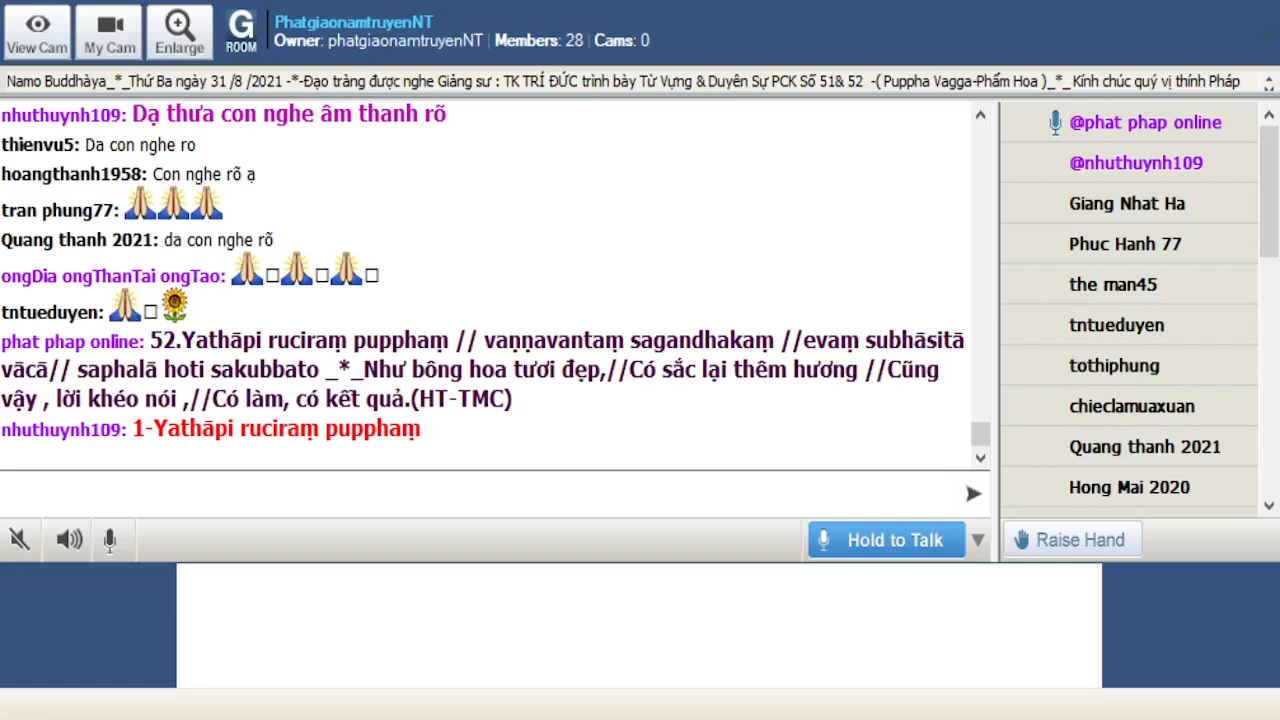 View Cam
My Cam
Enlarge
G
ROOM
PhatgiaonamtruyenNT
Owner: phatgiaonamtruyenNT | Members: 28 | Cams: 0
Namo Buddhàya_*_Thứ Ba ngày 31 /8 /2021 -*-Đạo tràng được nghe Giảng sư : TK TRÍ ĐỨC trình bày Từ Vựng & Duyên Sự PCK Số 51& 52 -( Puppha Vagga-Phẩm Hoa )_*_ Kính chúc quý vị thính Pháp
nhuthuynh109: Dạ thưa con nghe âm thanh rõ
thienvu5: Da con nghe ro
hoangthanh1958: Con nghe rõ ạ
tran phung77:
Quang thanh 2021: da con nghe rõ
ongDia ongThanTai ongTao:
tntueduyen:
phat phap online: 52.Yathāpi ruciraṃ pupphaṃ // vaṇṇavantaṃ sagandhakaṃ //evaṃ subhāsitā
vācā// saphalā hoti sakubbato _*_Như bông hoa tươi đẹp,//Có sắc lại thêm hương //Cũng
vậy , lời khéo nói ,//Có làm, có kết quả.(HT-TMC)
nhuthuynh109: 1-Yathāpi ruciraṃ pupphaṃ
@phat phap online
@nhuthuynh109
Giang Nhat Ha
Phuc Hanh 77
the man45
tntueduyen
tothiphung
chieclamuaxuan
Quang thanh 2021
Hong Mai 2020
Hold to Talk
Raise Hand